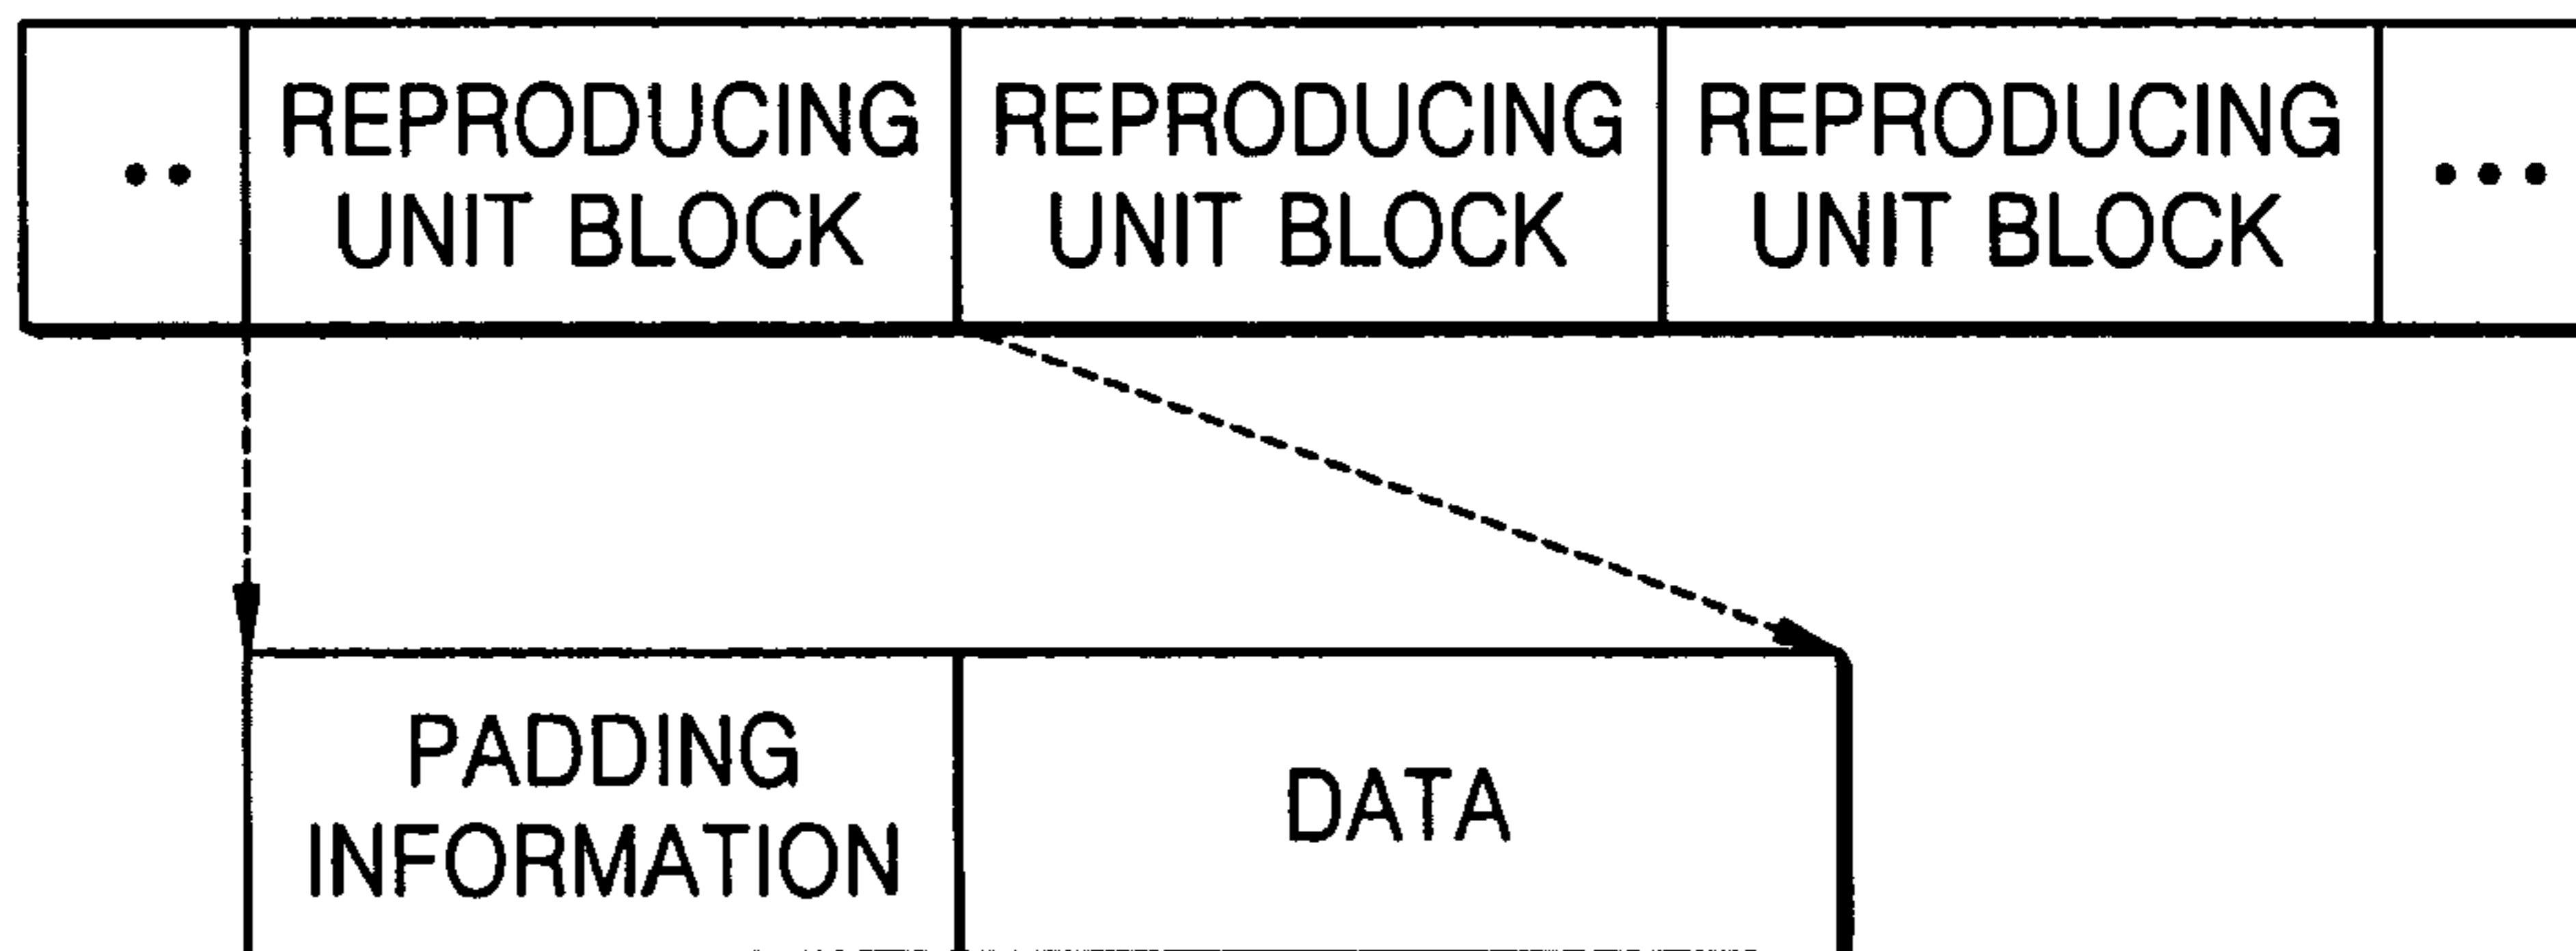 .. REPRODUCING REPRODUCING REPRODUCING ...
UNIT BLOCK UNIT BLOCK UNIT BLOCK
PADDING
INFORMATION
DATA